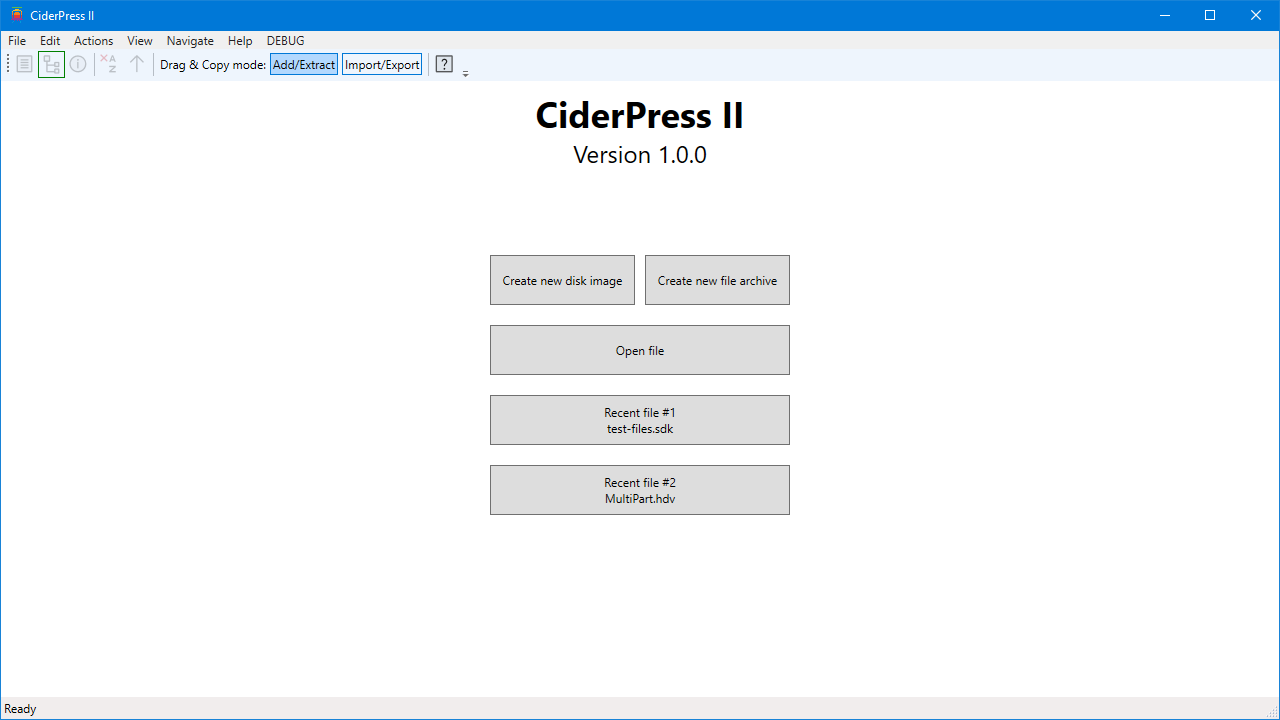 CiderPress II
File Edit Actions View Navigate Help DEBUG
Drag & Copy mode: Add/Extract Import/Export ?
CiderPress II
Version 1.0.0
Create new disk image Create new file archive
Open file
Recent file #1
test-files.sdk
Recent file #2
MultiPart.hdv
Ready